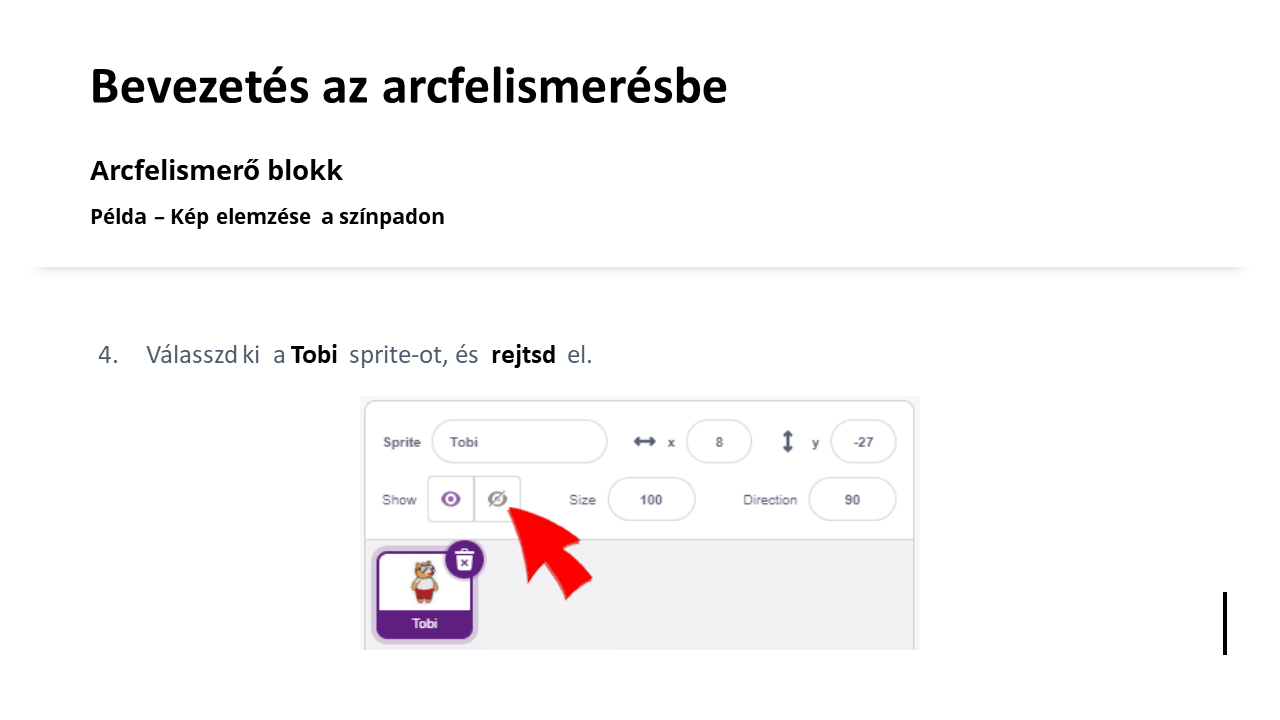 Bevezetés az arcfelismerésbe
Arcfelismerő blokk
Példa – Kép elemzése a színpadon
4. Válasszd ki a Tobi sprite-ot, és rejtsd el.
Sprite Tobi x 8 y -27
Show Size 100 Direction 90
Tobi